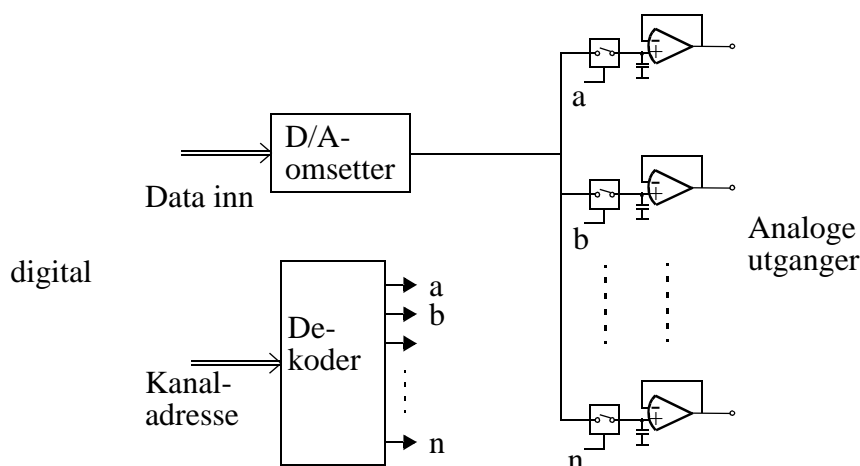 D/A-
omsetter
Data inn
digital
De-
koder
Kanal-
adresse
a
b
n
a
b
n
Analoge
utganger